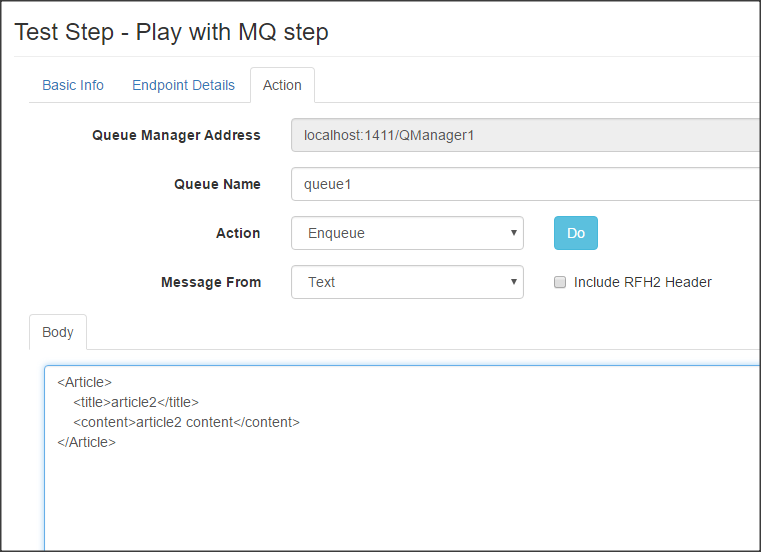 Test Step - Play with MQ step
Basic Info Endpoint Details Action
Queue Manager Address localhost:1411/QManager1
Queue Name queue1
Action Enqueue Do
Message From Text Include RFH2 Header
Body
<Article>
    <title>article2</title>
    <content>article2 content</content>
</Article>